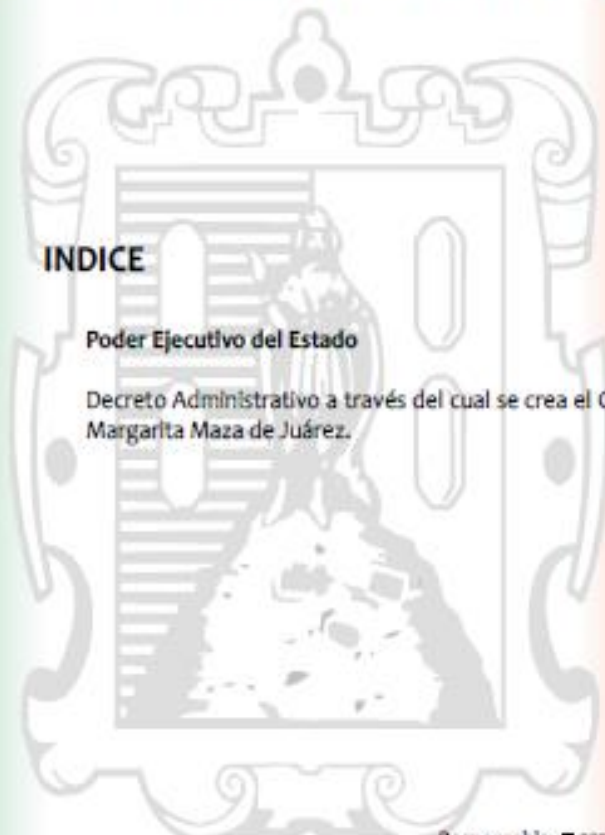 INDICE
Poder Ejecutivo del Estado
Decreto Administrativo a través del cual se crea el
Margarita Maza de Juárez.